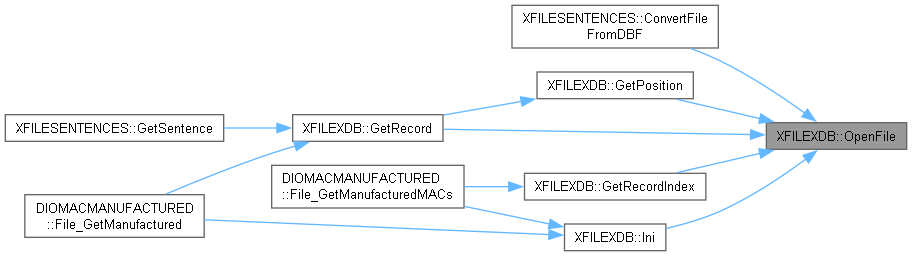 XFILESENTENCES::ConvertFile
FromDBF
XFILEXDB::GetPosition
XFILESENTENCES::GetSentence
XFILEXDB::GetRecord
XFILEXDB::OpenFile
DIOMACMANUFACTURED
::File_GetManufacturedMACs
XFILEXDB::GetRecordIndex
DIOMACMANUFACTURED
::File_GetManufactured
XFILEXDB::Ini